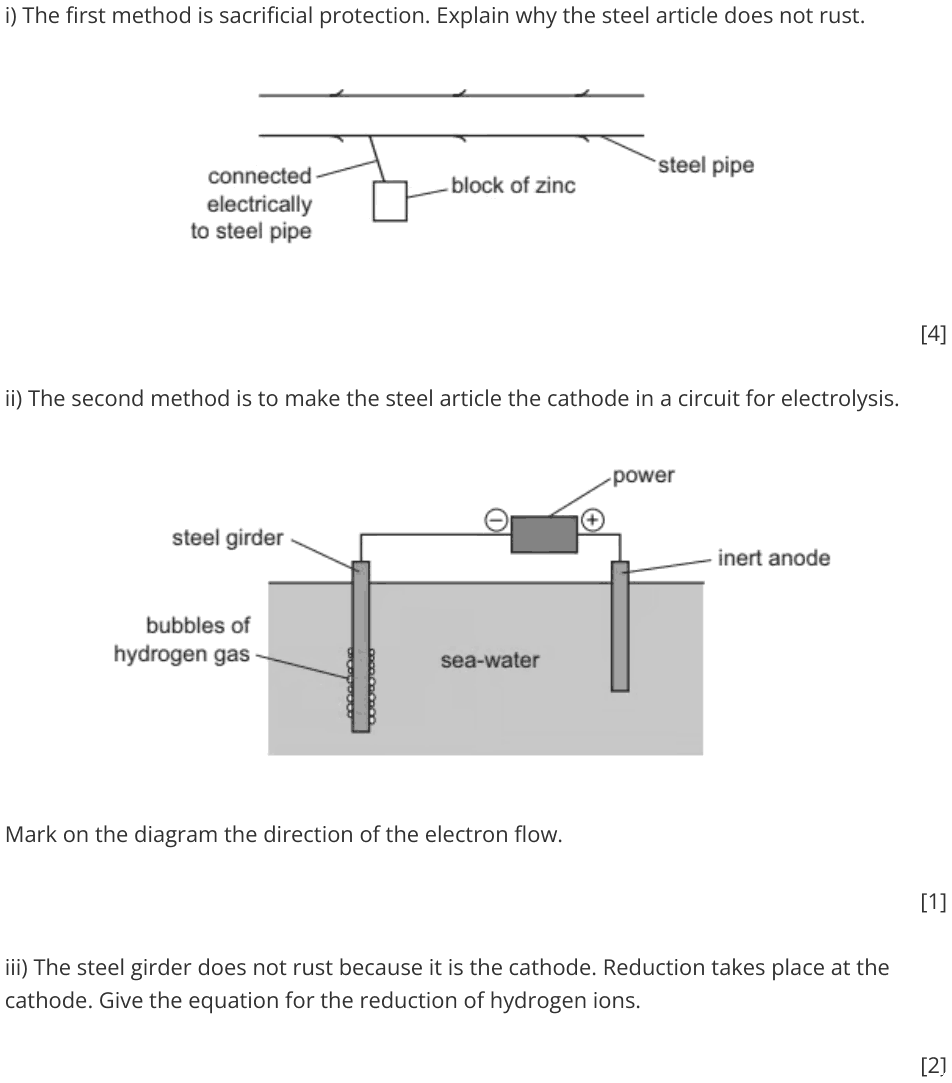 i) The first method is sacrificial protection. Explain why the steel article does not rust.
connected
electrically
to steel pipe
block of zinc
steel pipe
[4]
ii) The second method is to make the steel article the cathode in a circuit for electrolysis.
power
− +
steel girder
inert anode
bubbles of
hydrogen gas
sea-water
Mark on the diagram the direction of the electron flow.
[1]
iii) The steel girder does not rust because it is the cathode. Reduction takes place at the
cathode. Give the equation for the reduction of hydrogen ions.
[2]